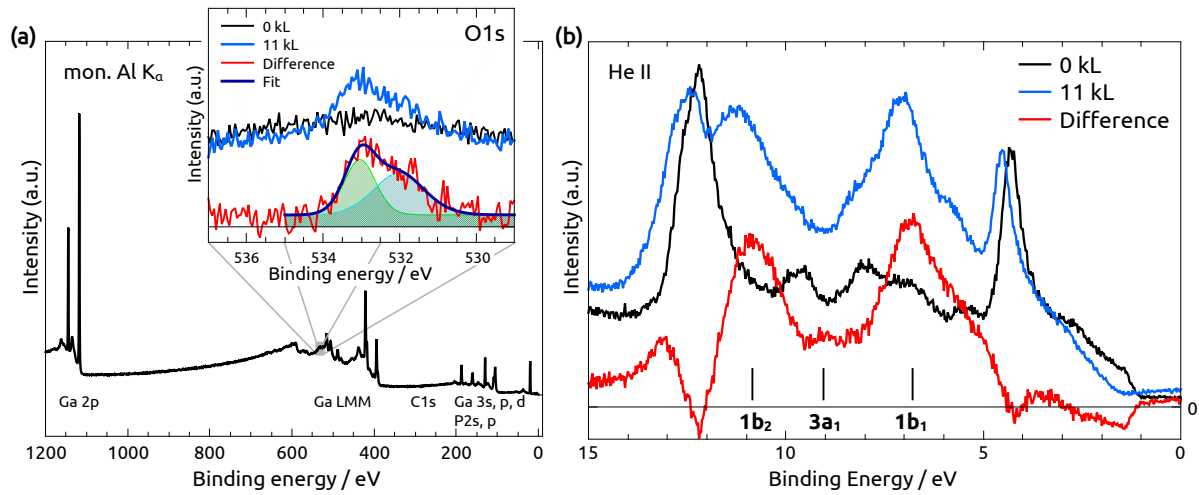 (a)
mon. Al Kα
Intensity (a.u.)
0 kL
11 kL
Difference
Fit
O1s
Intensity (a.u.)
536
534
532
530
Binding energy / eV
Ga 2p
Ga LMM
C1s
Ga 3s, p, d
P2s, p
1200
1000
800
600
400
200
0
Binding energy / eV
(b)
He II
0 kL
11 kL
Difference
Intensity (a.u.)
1b2
3a1
1b1
0
15
10
5
0
Binding Energy / eV